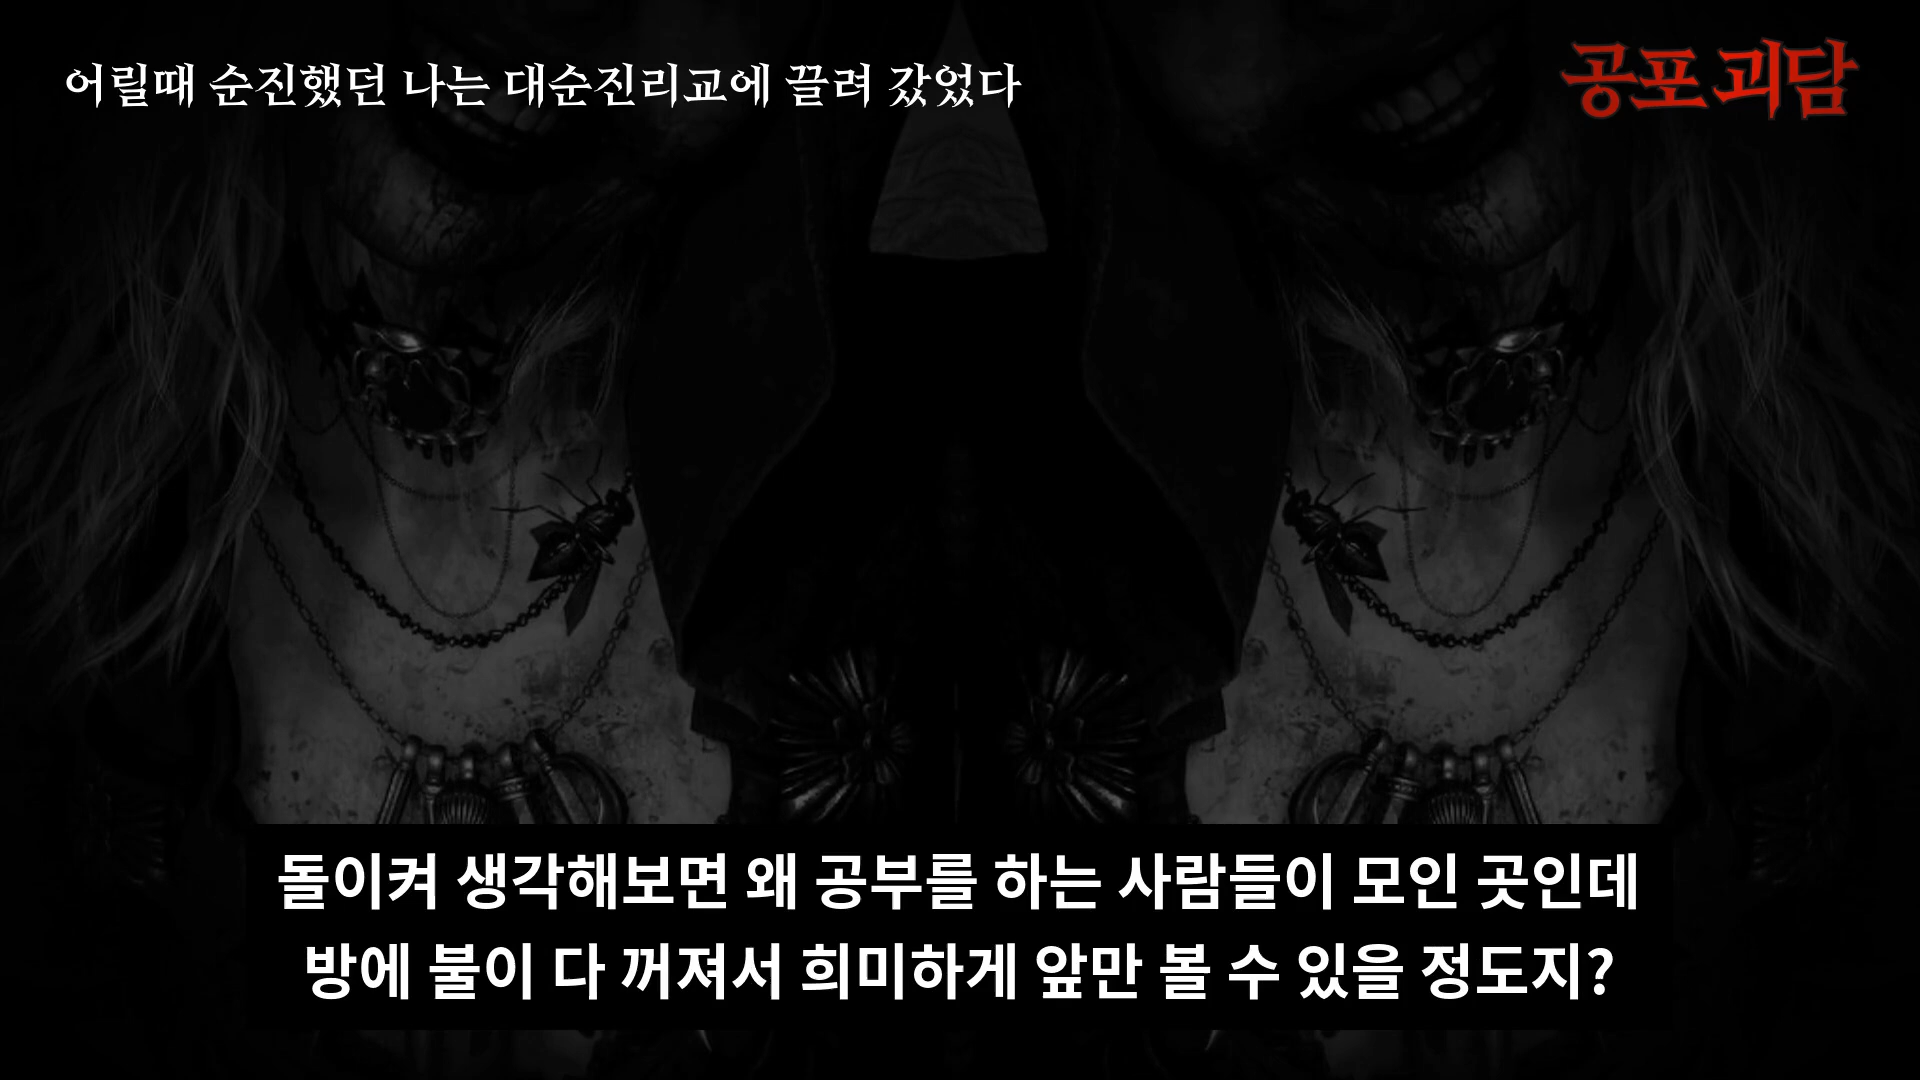 어릴때 순진했던 나는 대순진리교에 끌려 갔었다
공포 괴담
돌이켜 생각해보면 왜 공부를 하는 사람들이 모인 곳인데
방에 불이 다 꺼져서 희미하게 앞만 볼 수 있을 정도지?